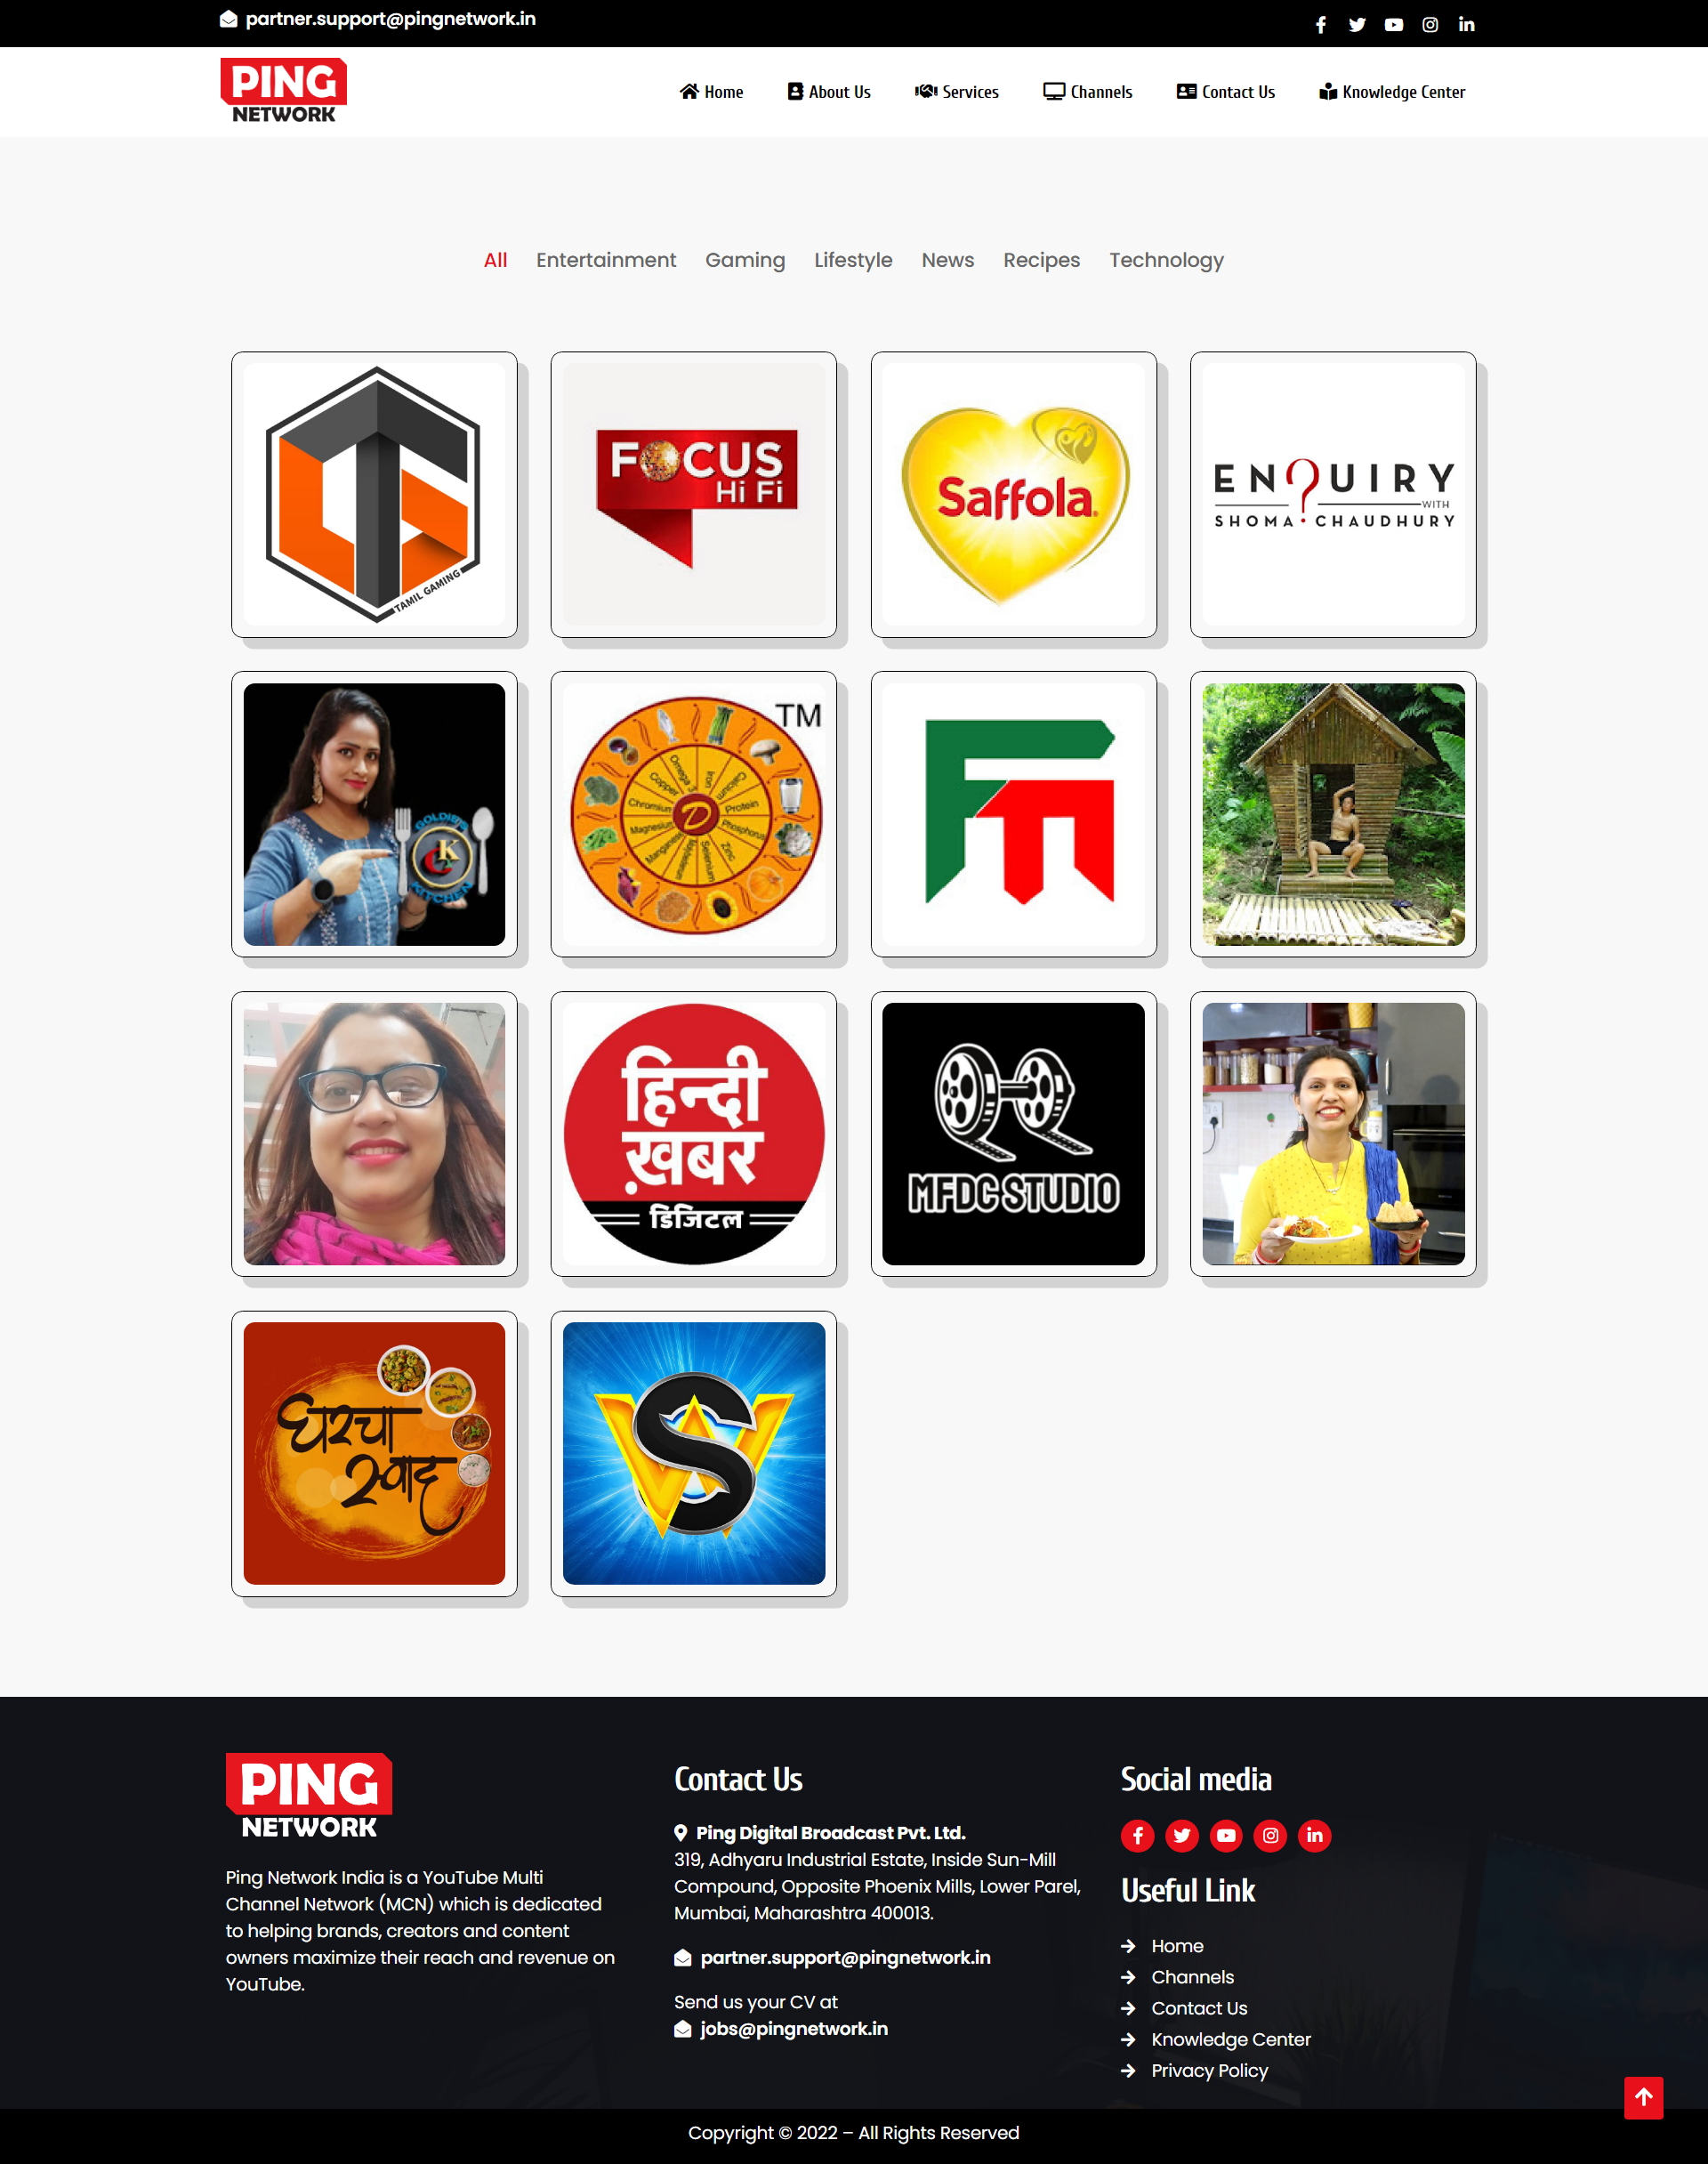 partner.support@pingnetwork.in
PING
NETWORK
Home
About Us
Services
Channels
Contact Us
Knowledge Center
All
Entertainment
Gaming
Lifestyle
News
Recipes
Technology
TAMIL GAMING
FOCUS
Hi Fi
Saffola
ENQUIRY
WITH
SHOMA CHAUDHURY
GOLDIE'S
CK
KITCHEN
TM
Omega 3
Iron
Calcium
Protein
Phosphorus
Zinc
Selenium
Manganese
Magnesium
Chromium
Copper
D
हिन्दी
ख़बर
डिजिटल
MFDC STUDIO
घरचा
स्वाद
SW
PING
NETWORK
Ping Network India is a YouTube Multi
Channel Network (MCN) which is dedicated
to helping brands, creators and content
owners maximize their reach and revenue on
YouTube.
Contact Us
Ping Digital Broadcast Pvt. Ltd.
319, Adhyaru Industrial Estate, Inside Sun-Mill
Compound, Opposite Phoenix Mills, Lower Parel,
Mumbai, Maharashtra 400013.
partner.support@pingnetwork.in
Send us your CV at
jobs@pingnetwork.in
Social media
Useful Link
Home
Channels
Contact Us
Knowledge Center
Privacy Policy
Copyright © 2022 – All Rights Reserved